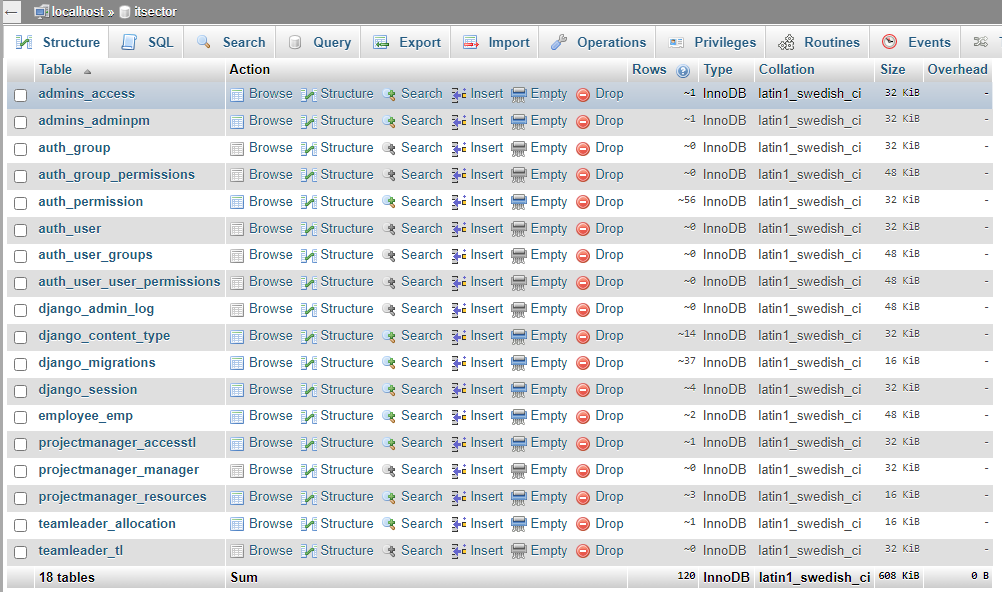 ← localhost » itsector
Structure SQL Search Query Export Import Operations Privileges Routines Events
Table Action Rows Type Collation Size Overhead
admins_access Browse Structure Search Insert Empty Drop ~1 InnoDB latin1_swedish_ci 32 KiB -
admins_adminpm Browse Structure Search Insert Empty Drop ~1 InnoDB latin1_swedish_ci 32 KiB -
auth_group Browse Structure Search Insert Empty Drop ~0 InnoDB latin1_swedish_ci 32 KiB -
auth_group_permissions Browse Structure Search Insert Empty Drop ~0 InnoDB latin1_swedish_ci 48 KiB -
auth_permission Browse Structure Search Insert Empty Drop ~56 InnoDB latin1_swedish_ci 32 KiB -
auth_user Browse Structure Search Insert Empty Drop ~0 InnoDB latin1_swedish_ci 32 KiB -
auth_user_groups Browse Structure Search Insert Empty Drop ~0 InnoDB latin1_swedish_ci 48 KiB -
auth_user_user_permissions Browse Structure Search Insert Empty Drop ~0 InnoDB latin1_swedish_ci 48 KiB -
django_admin_log Browse Structure Search Insert Empty Drop ~0 InnoDB latin1_swedish_ci 48 KiB -
django_content_type Browse Structure Search Insert Empty Drop ~14 InnoDB latin1_swedish_ci 32 KiB -
django_migrations Browse Structure Search Insert Empty Drop ~37 InnoDB latin1_swedish_ci 16 KiB -
django_session Browse Structure Search Insert Empty Drop ~4 InnoDB latin1_swedish_ci 32 KiB -
employee_emp Browse Structure Search Insert Empty Drop ~2 InnoDB latin1_swedish_ci 48 KiB -
projectmanager_accesstl Browse Structure Search Insert Empty Drop ~1 InnoDB latin1_swedish_ci 32 KiB -
projectmanager_manager Browse Structure Search Insert Empty Drop ~0 InnoDB latin1_swedish_ci 32 KiB -
projectmanager_resources Browse Structure Search Insert Empty Drop ~3 InnoDB latin1_swedish_ci 16 KiB -
teamleader_allocation Browse Structure Search Insert Empty Drop ~1 InnoDB latin1_swedish_ci 16 KiB -
teamleader_tl Browse Structure Search Insert Empty Drop ~0 InnoDB latin1_swedish_ci 32 KiB -
18 tables Sum 120 InnoDB latin1_swedish_ci 608 KiB 0 B